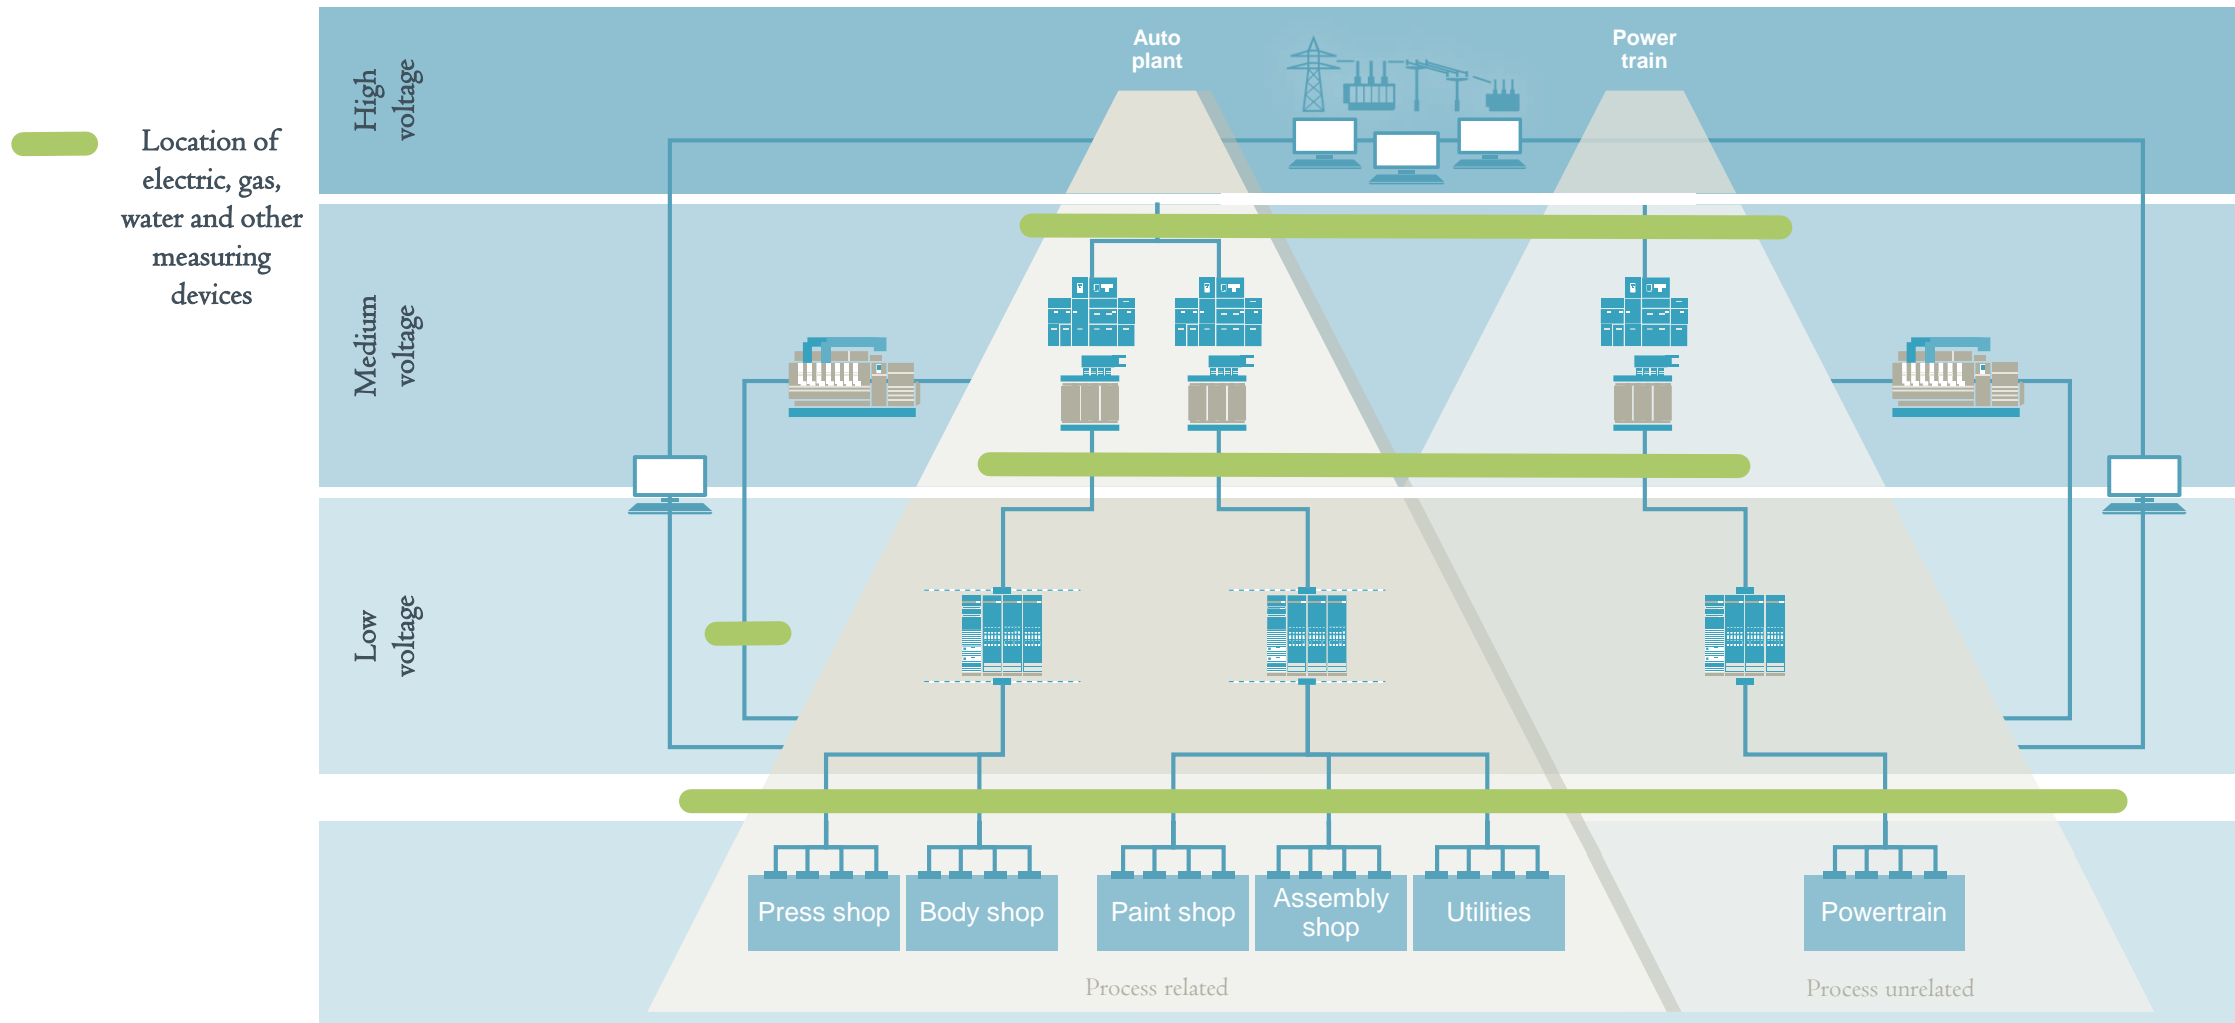 Auto
plant
Power
train
High
voltage
Location of
electric, gas,
water and other
measuring
devices
Medium
voltage
Low
voltage
Press shop
Body shop
Paint shop
Assembly
shop
Utilities
Powertrain
Process related
Process unrelated